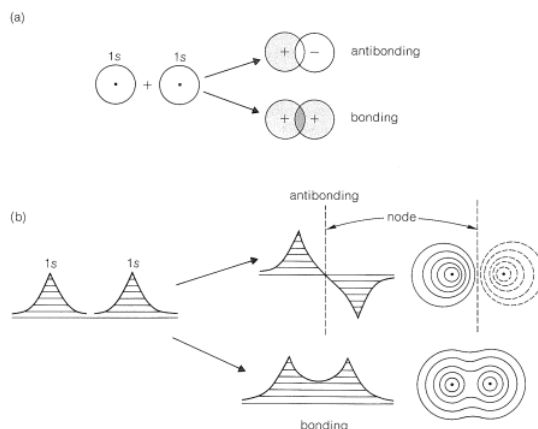 (a)
1s 1s
+
+ −
antibonding
+ +
bonding
(b)
antibonding
node
1s 1s
bonding